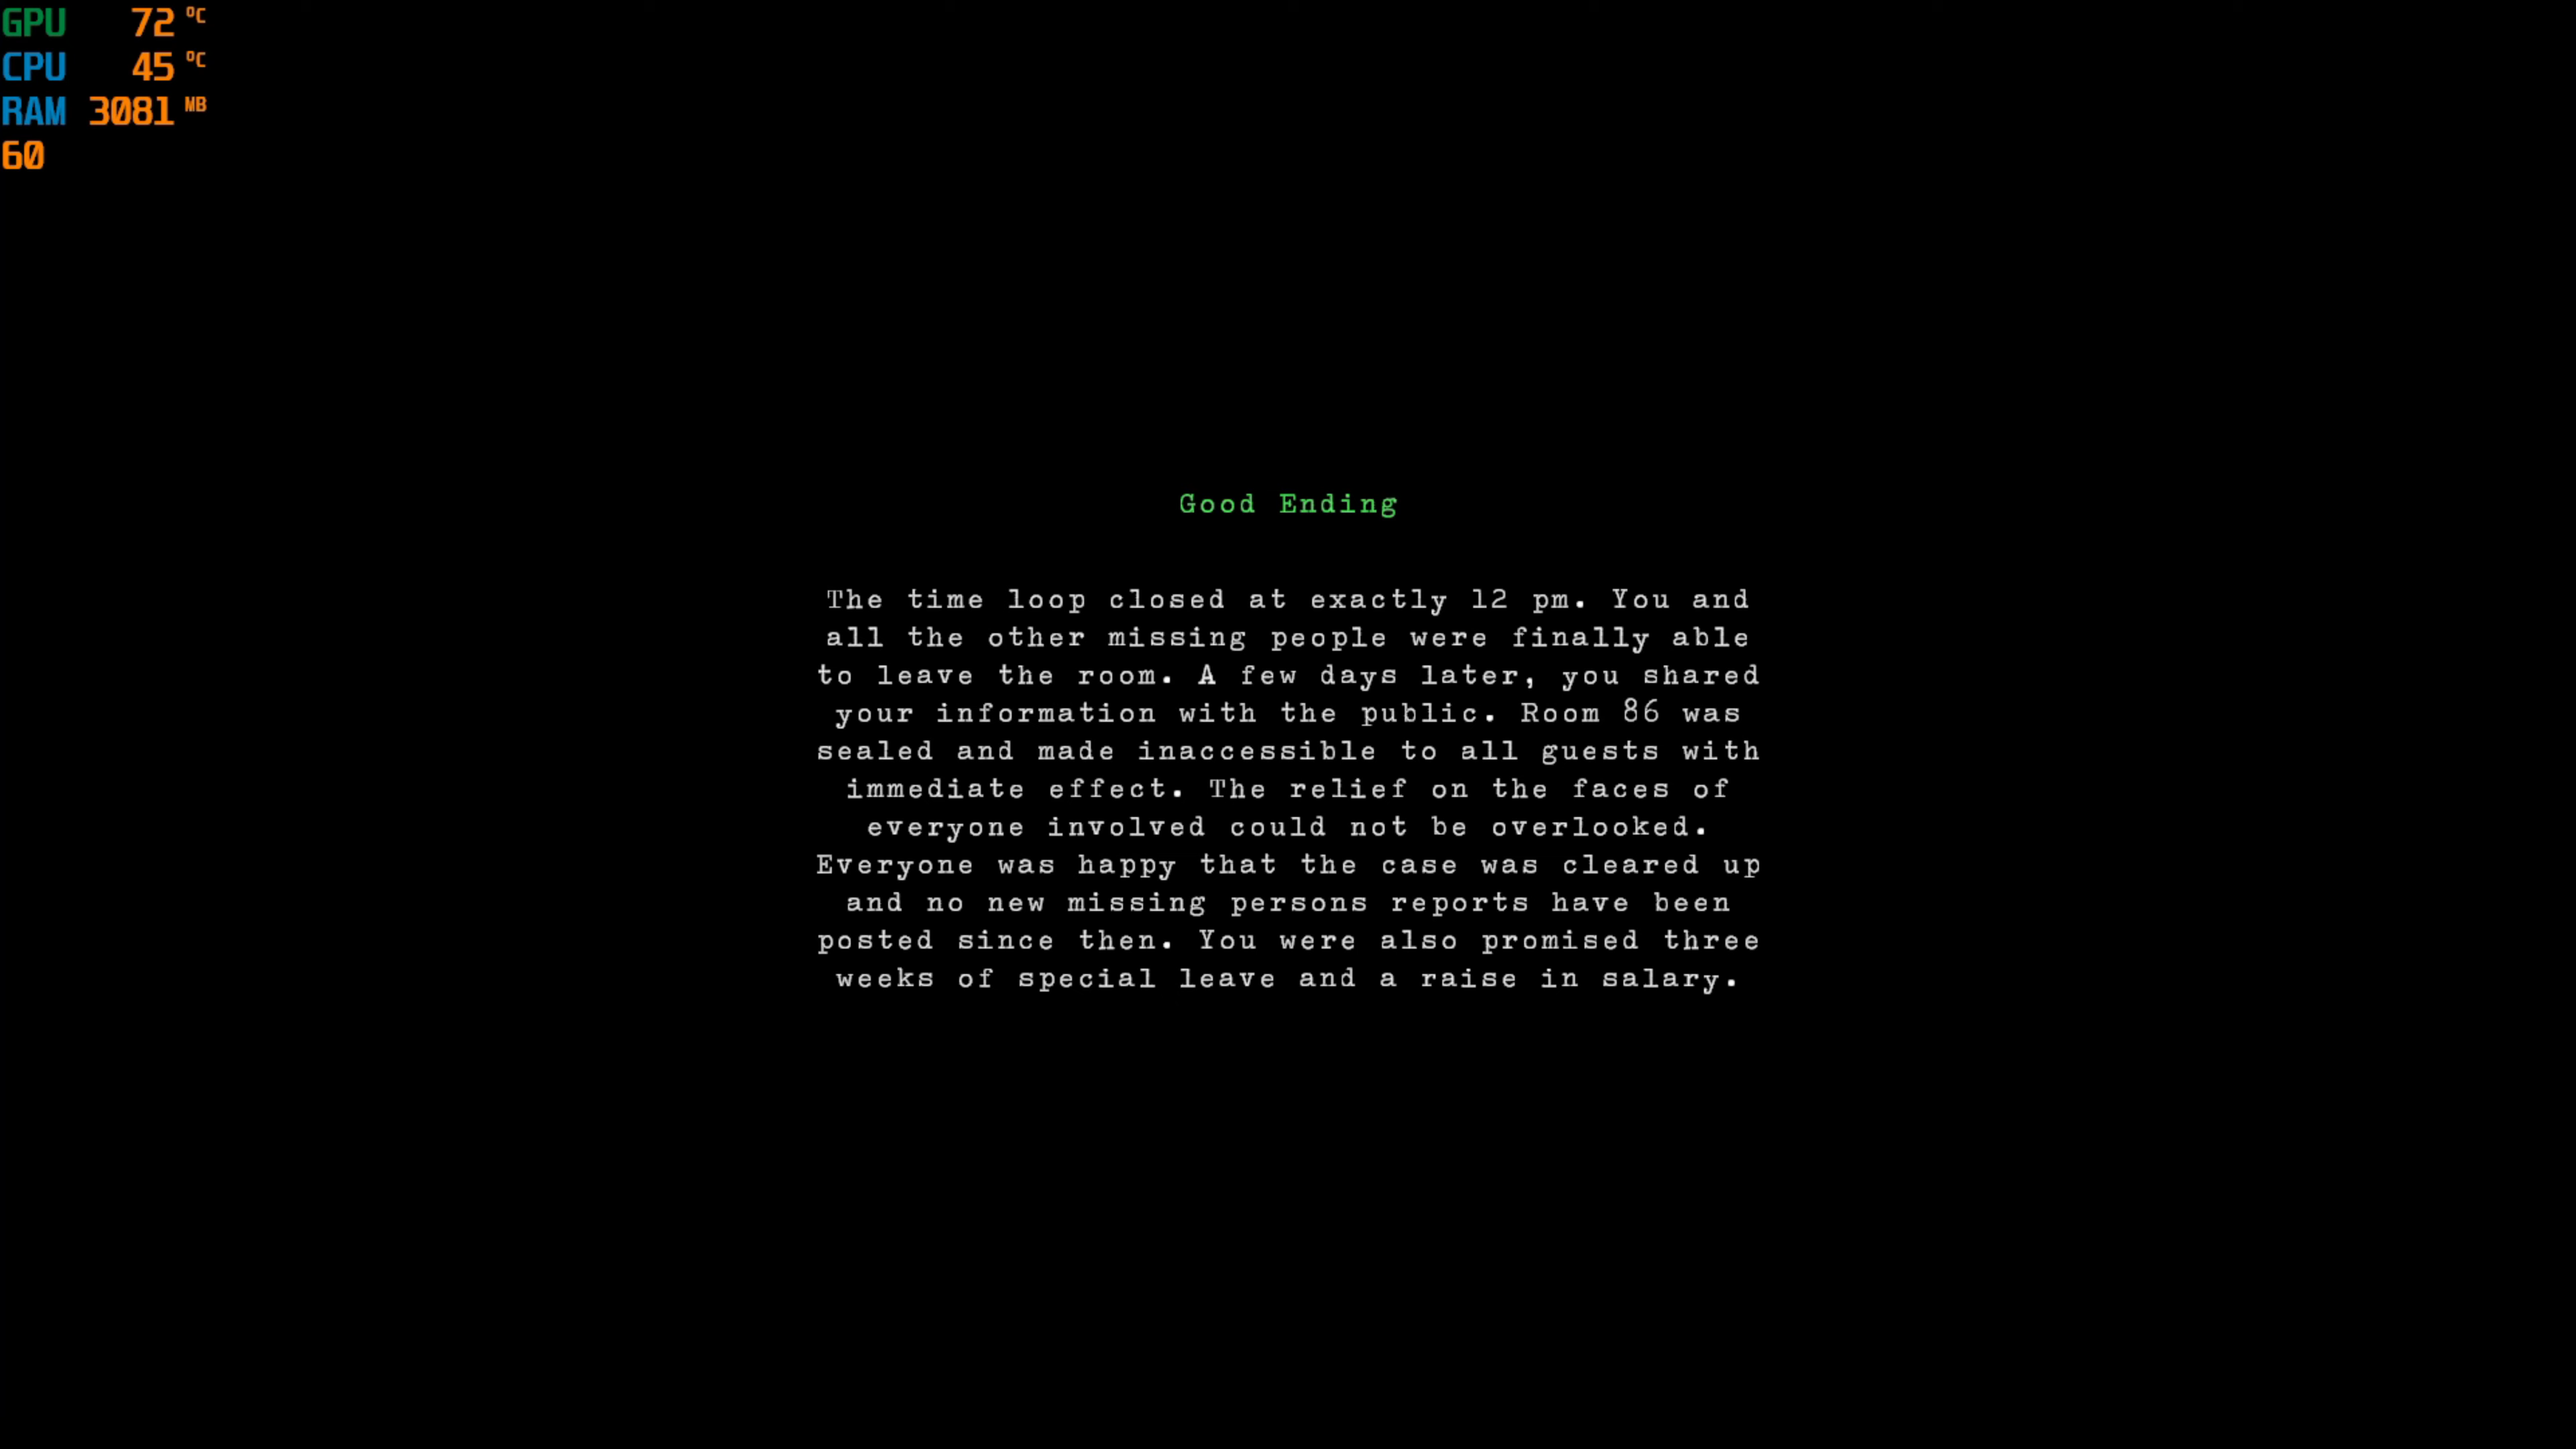 GPU 72 °C
CPU 45 °C
RAM 3081 MB
60
Good Ending
The time loop closed at exactly 12 pm. You and
all the other missing people were finally able
to leave the room. A few days later, you shared
your information with the public. Room 86 was
sealed and made inaccessible to all guests with
immediate effect. The relief on the faces of
everyone involved could not be overlooked.
Everyone was happy that the case was cleared up
and no new missing persons reports have been
posted since then. You were also promised three
weeks of special leave and a raise in salary.